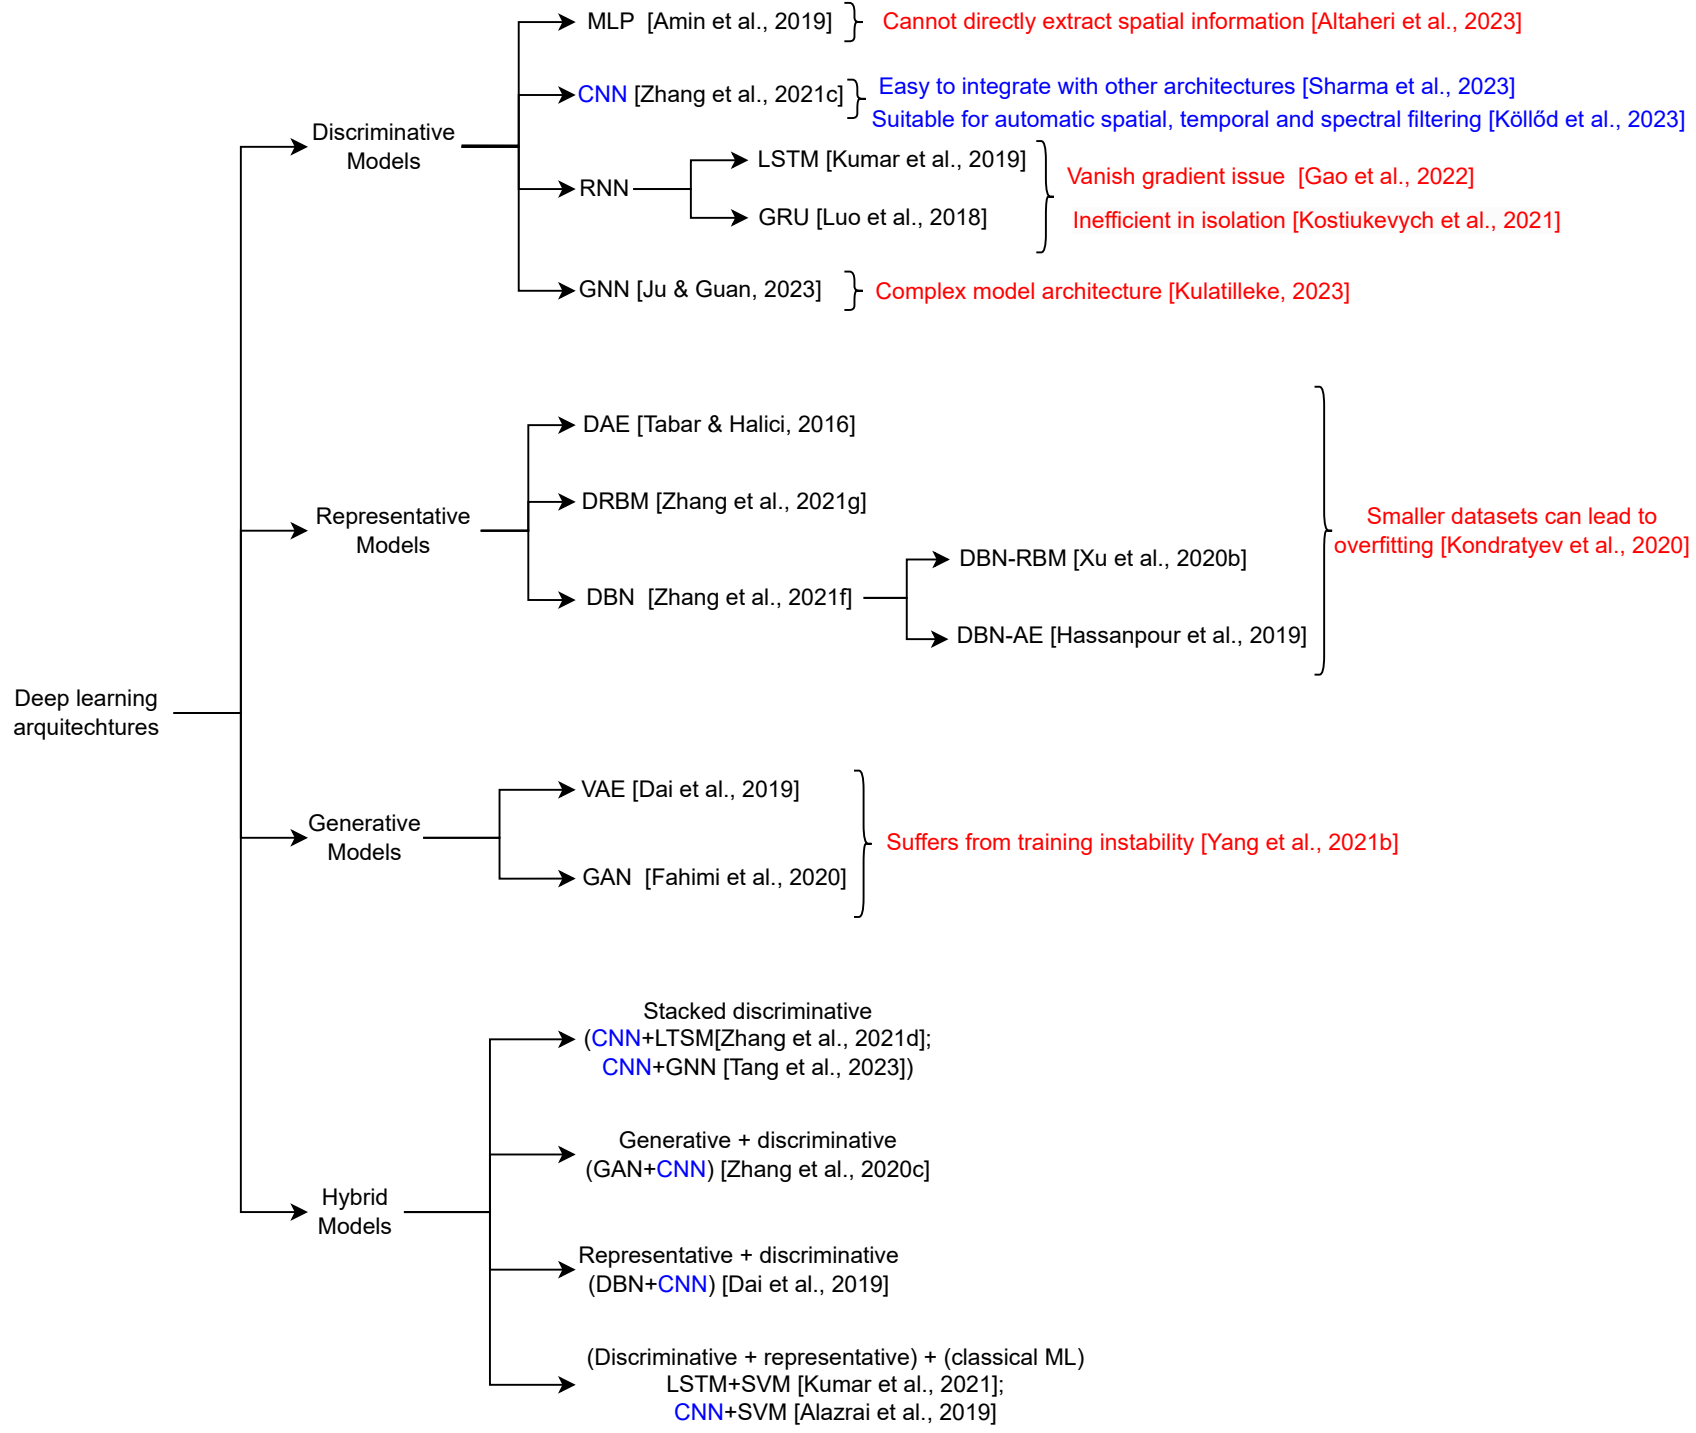 MLP [Amin et al., 2019]
Cannot directly extract spatial information [Altaheri et al., 2023]
CNN [Zhang et al., 2021c]
Easy to integrate with other architectures [Sharma et al., 2023]
Suitable for automatic spatial, temporal and spectral filtering [Köllőd et al., 2023]
Discriminative
Models
RNN
LSTM [Kumar et al., 2019]
GRU [Luo et al., 2018]
Vanish gradient issue [Gao et al., 2022]
Inefficient in isolation [Kostiukevych et al., 2021]
GNN [Ju & Guan, 2023]
Complex model architecture [Kulatilleke, 2023]
Representative
Models
DAE [Tabar & Halici, 2016]
DRBM [Zhang et al., 2021g]
DBN [Zhang et al., 2021f]
DBN-RBM [Xu et al., 2020b]
DBN-AE [Hassanpour et al., 2019]
Smaller datasets can lead to
overfitting [Kondratyev et al., 2020]
Deep learning
arquitechtures
Generative
Models
VAE [Dai et al., 2019]
GAN [Fahimi et al., 2020]
Suffers from training instability [Yang et al., 2021b]
Hybrid
Models
Stacked discriminative
(CNN+LTSM[Zhang et al., 2021d];
CNN+GNN [Tang et al., 2023])
Generative + discriminative
(GAN+CNN) [Zhang et al., 2020c]
Representative + discriminative
(DBN+CNN) [Dai et al., 2019]
(Discriminative + representative) + (classical ML)
LSTM+SVM [Kumar et al., 2021];
CNN+SVM [Alazrai et al., 2019]